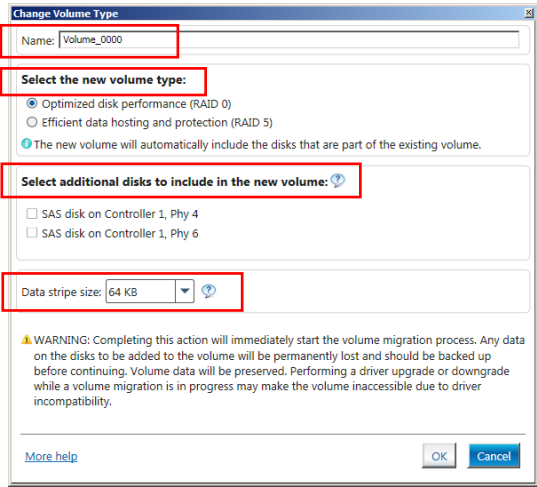 Change Volume Type
Name: Volume_0000
Select the new volume type:
Optimized disk performance (RAID 0)
Efficient data hosting and protection (RAID 5)
The new volume will automatically include the disks that are part of the existing volume.
Select additional disks to include in the new volume:
SAS disk on Controller 1, Phy 4
SAS disk on Controller 1, Phy 6
Data stripe size: 64 KB
WARNING: Completing this action will immediately start the volume migration process. Any data
on the disks to be added to the volume will be permanently lost and should be backed up
before continuing. Volume data will be preserved. Performing a driver upgrade or downgrade
while a volume migration is in progress may make the volume inaccessible due to driver
incompatibility.
More help
OK
Cancel